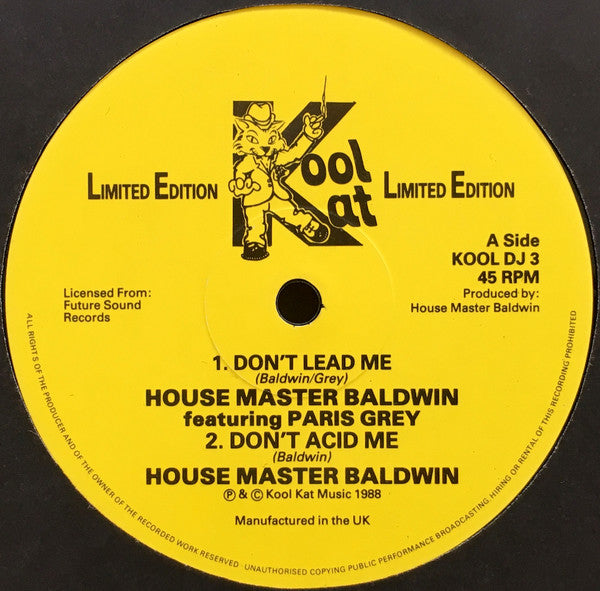 Kool
Kat
LIMITED EDITION
LIMITED EDITION
A Side
KOOL DJ 3
45 RPM
Produced by:
House Master Baldwin
Licensed From:
Future Sound
Records
1. DON'T LEAD ME
(Baldwin/Grey)
HOUSE MASTER BALDWIN
featuring PARIS GREY
2. DON'T ACID ME
(Baldwin)
HOUSE MASTER BALDWIN
℗ & © Kool Kat Music 1988
Manufactured in the UK
ALL RIGHTS OF THE PRODUCER AND OF THE OWNER OF THE RECORDED WORK RESERVED · UNAUTHORISED COPYING PUBLIC PERFORMANCE BROADCASTING, HIRING OR RENTAL OF THIS RECORDING PROHIBITED